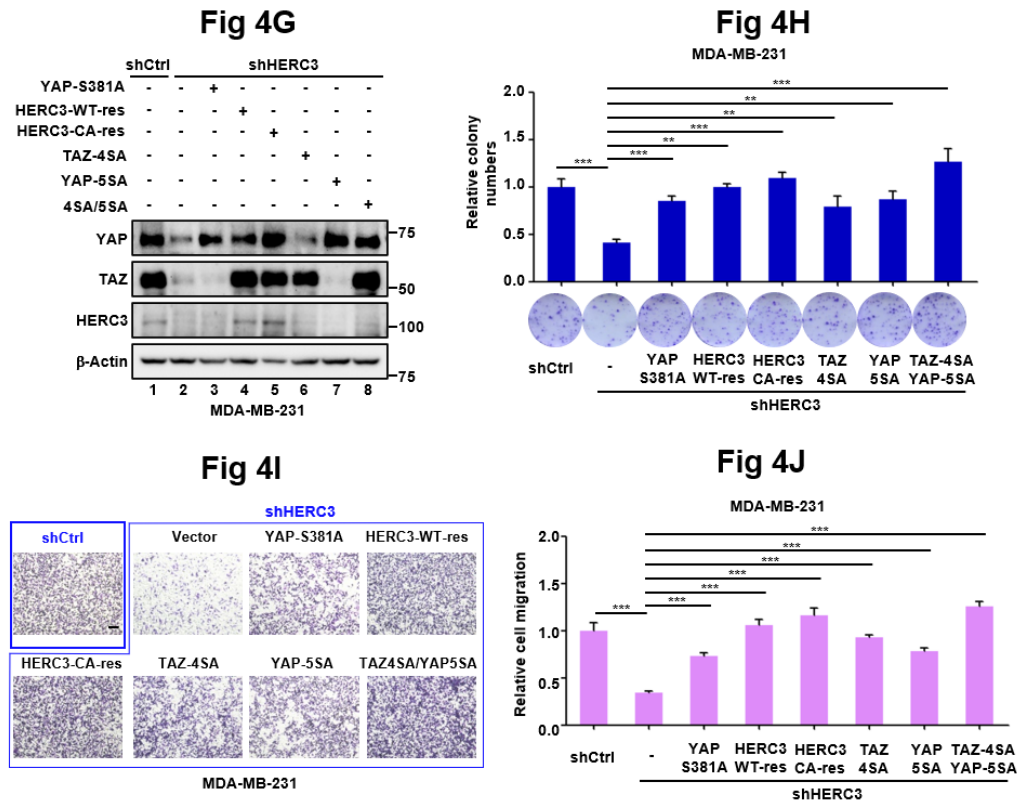 Fig 4G
shCtrl shHERC3
YAP-S381A - - + - - - - -
HERC3-WT-res - - - + - - - -
HERC3-CA-res - - - - + - - -
TAZ-4SA - - - - - + - -
YAP-5SA - - - - - - + -
4SA/5SA - - - - - - - +
YAP 75
TAZ 50
HERC3 100
β-Actin
75
1 2 3 4 5 6 7 8
MDA-MB-231
Fig 4H
MDA-MB-231
Relative colony
numbers
2.0
1.5
1.0
0.5
0.0
***
**
**
***
**
***
***
shCtrl - YAP HERC3 HERC3 TAZ YAP TAZ-4SA
S381A WT-res CA-res 4SA 5SA YAP-5SA
shHERC3
Fig 4I
shHERC3
shCtrl Vector YAP-S381A HERC3-WT-res
HERC3-CA-res TAZ-4SA YAP-5SA TAZ4SA/YAP5SA
MDA-MB-231
Fig 4J
MDA-MB-231
Relative cell migration
2.0
1.5
1.0
0.5
0.0
***
***
***
***
***
***
***
shCtrl - YAP HERC3 HERC3 TAZ YAP TAZ-4SA
S381A WT-res CA-res 4SA 5SA YAP-5SA
shHERC3